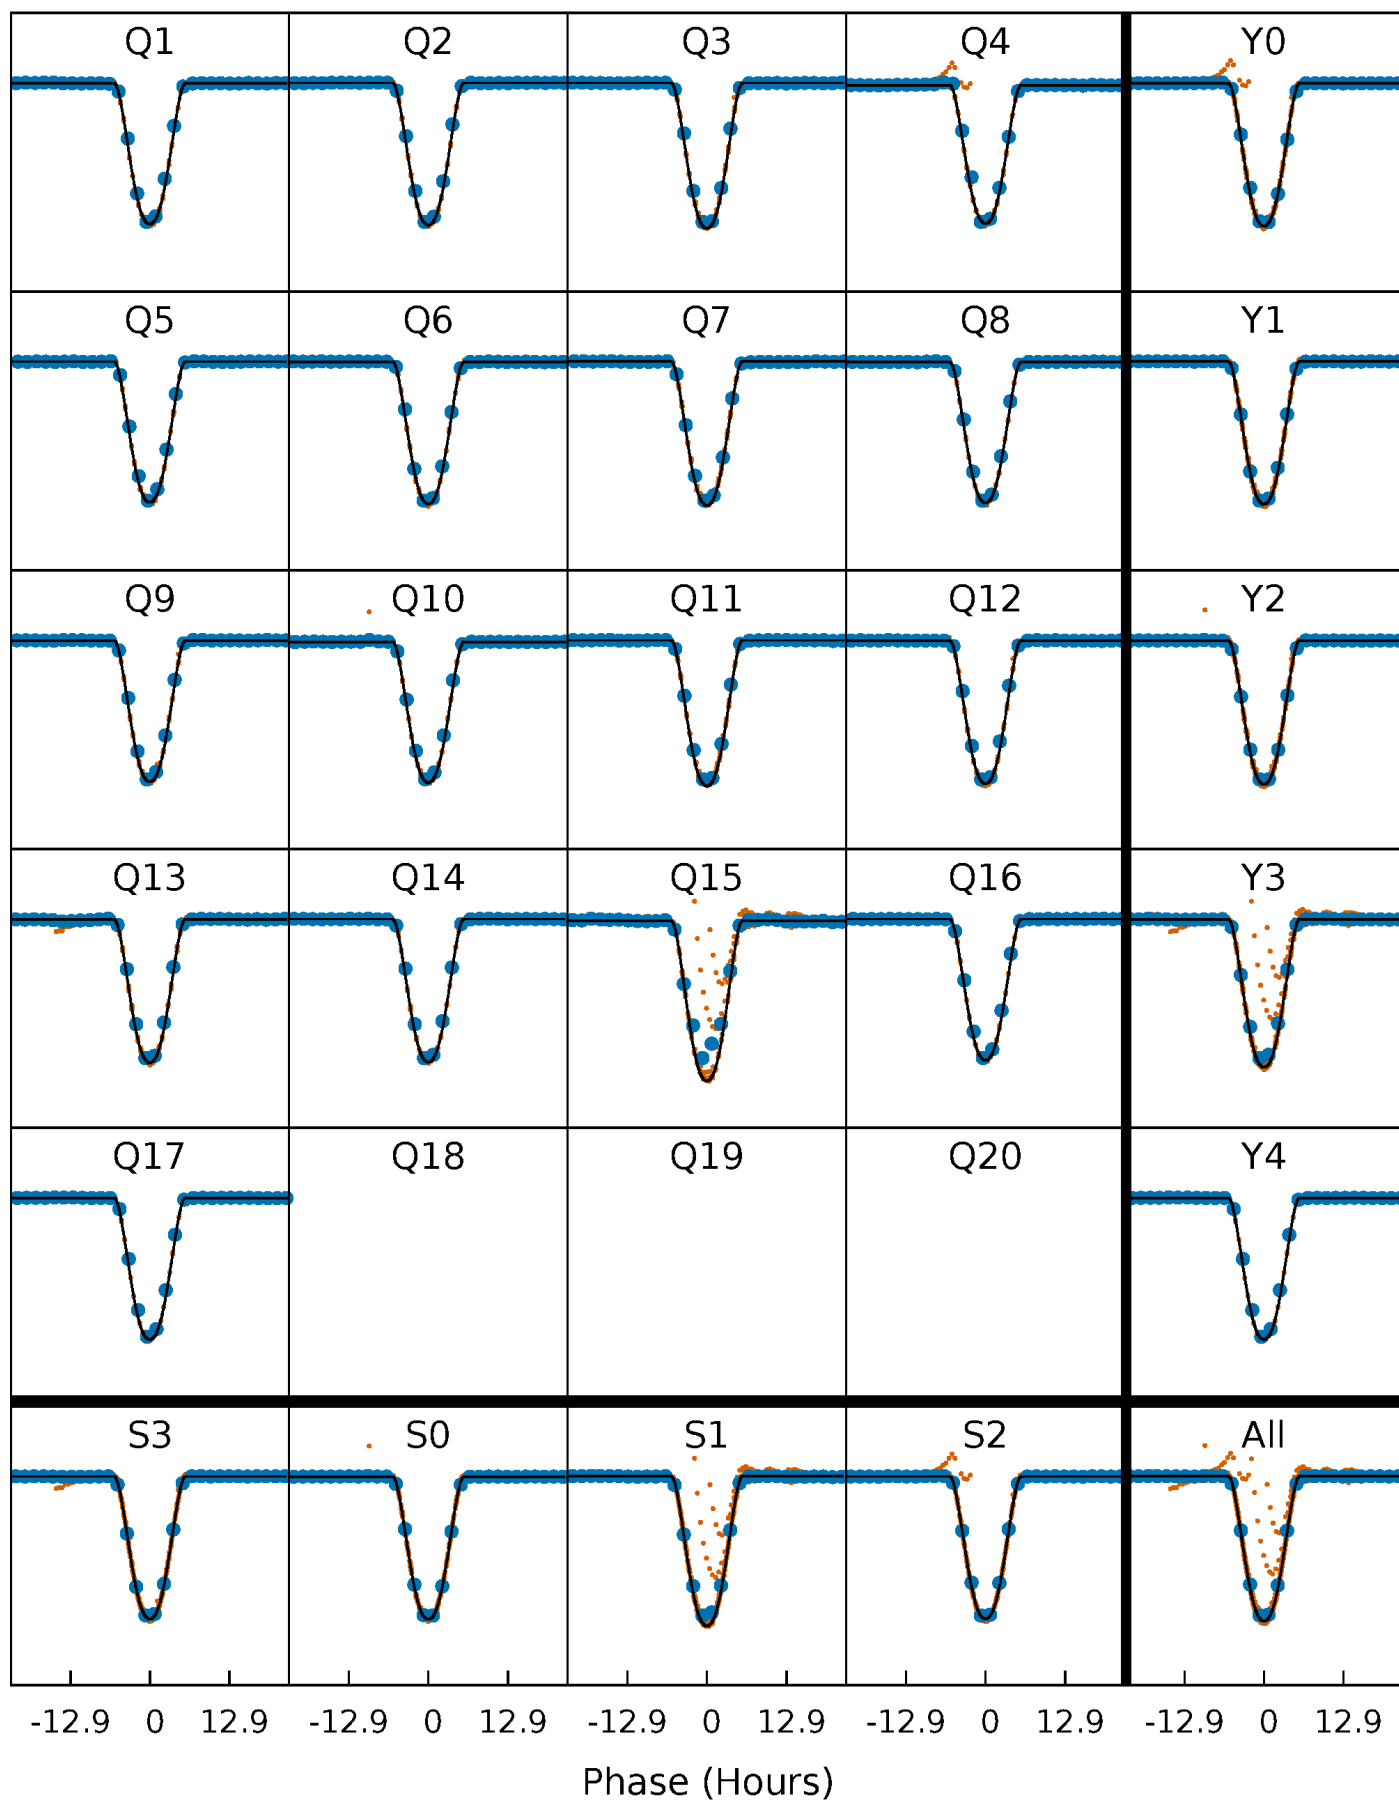 Q1 Q2 Q3 Q4 Y0
Q5 Q6 Q7 Q8 Y1
Q9 Q10 Q11 Q12 Y2
Q13 Q14 Q15 Q16 Y3
Q17 Q18 Q19 Q20 Y4
S3 S0 S1 S2 All
-12.9 0 12.9 -12.9 0 12.9 -12.9 0 12.9 -12.9 0 12.9 -12.9 0 12.9
Phase (Hours)